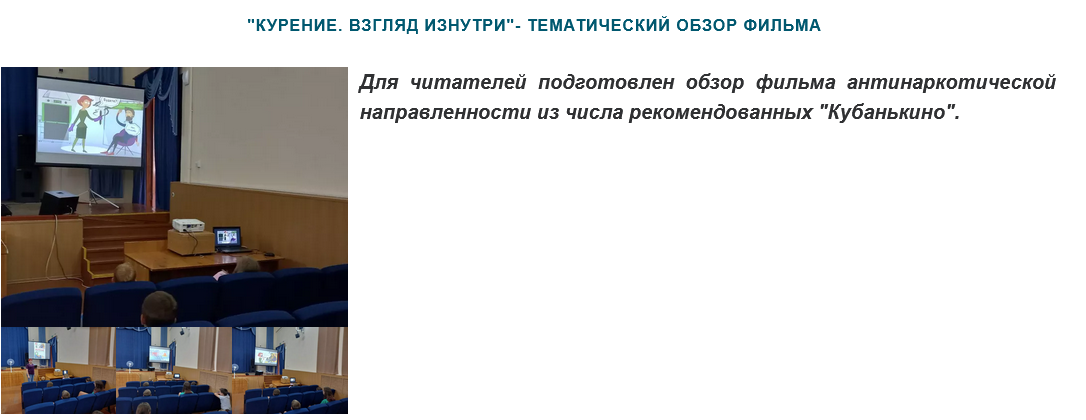 "КУРЕНИЕ. ВЗГЛЯД ИЗНУТРИ"- ТЕМАТИЧЕСКИЙ ОБЗОР ФИЛЬМА
Для читателей подготовлен обзор фильма антинаркотической
направленности из числа рекомендованных "Кубанькино".